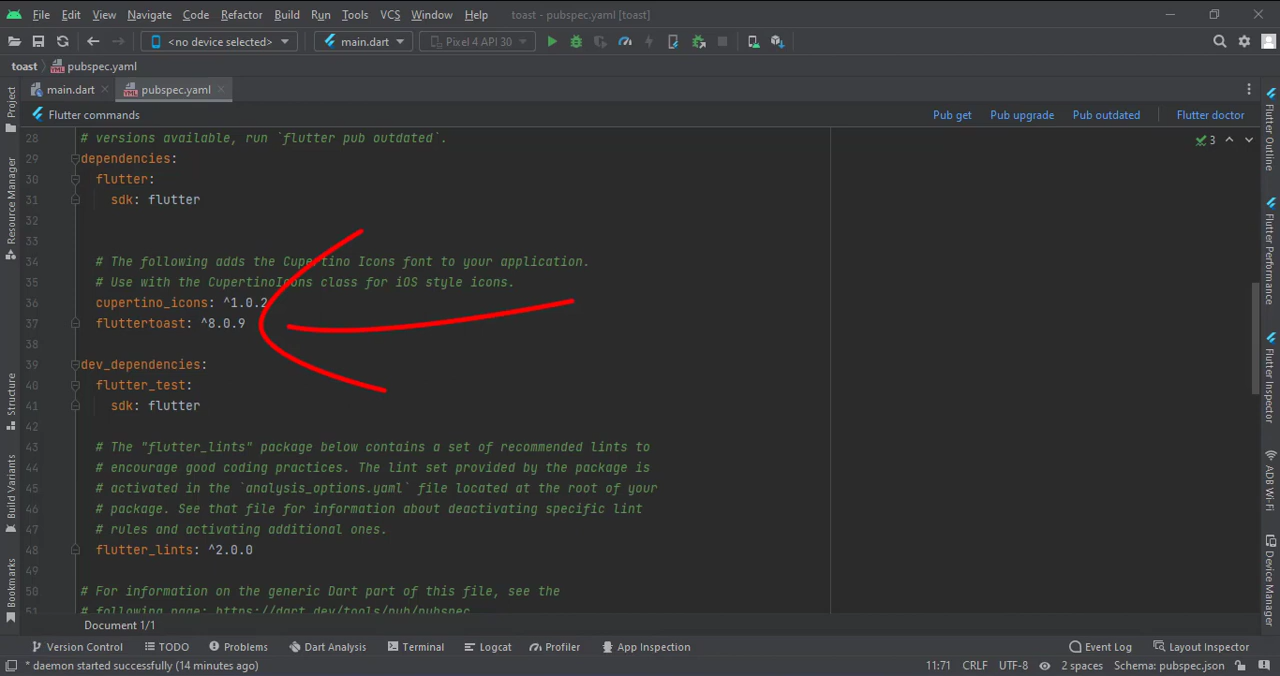 File Edit View Navigate Code Refactor Build Run Tools VCS Window Help toast - pubspec.yaml [toast]
<no device selected> main.dart Pixel 4 API 30
toast pubspec.yaml
main.dart pubspec.yaml
Flutter commands Pub get Pub upgrade Pub outdated Flutter doctor
28 # versions available, run `flutter pub outdated`.
29 dependencies:
30 flutter:
31 sdk: flutter
32
33
34 # The following adds the Cupertino Icons font to your application.
35 # Use with the CupertinoIcons class for iOS style icons.
36 cupertino_icons: ^1.0.2
37 fluttertoast: ^8.0.9
38
39 dev_dependencies:
40 flutter_test:
41 sdk: flutter
42
43 # The "flutter_lints" package below contains a set of recommended lints to
44 # encourage good coding practices. The lint set provided by the package is
45 # activated in the `analysis_options.yaml` file located at the root of your
46 # package. See that file for information about deactivating specific lint
47 # rules and activating additional ones.
48 flutter_lints: ^2.0.0
49
50 # For information on the generic Dart part of this file, see the
51 # following page: https://dart.dev/tools/pub/pubspec
Document 1/1
3
Project
Resource Manager
Structure
Build Variants
Bookmarks
Flutter Outline
Flutter Performance
Flutter Inspector
ADB Wi-Fi
Device Manager
Version Control TODO Problems Dart Analysis Terminal Logcat Profiler App Inspection Event Log Layout Inspector
* daemon started successfully (14 minutes ago) 11:71 CRLF UTF-8 2 spaces Schema: pubspec.json